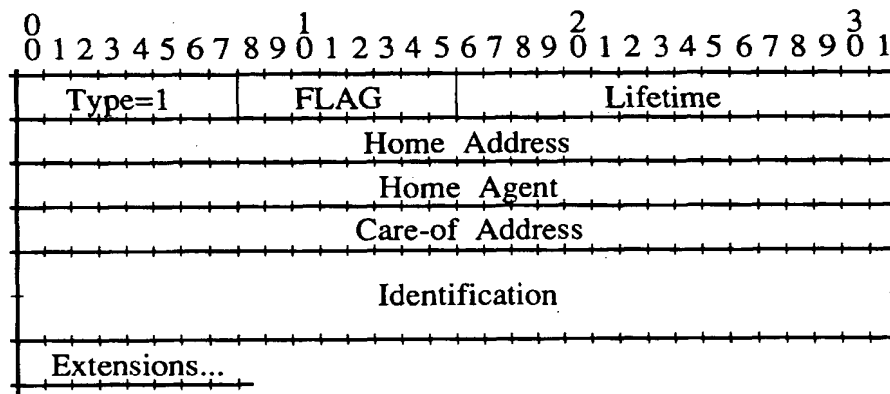 0 1 2 3
0 1 2 3 4 5 6 7 8 9 0 1 2 3 4 5 6 7 8 9 0 1 2 3 4 5 6 7 8 9 0 1
Type=1 FLAG Lifetime
Home Address
Home Agent
Care-of Address
Identification
Extensions...